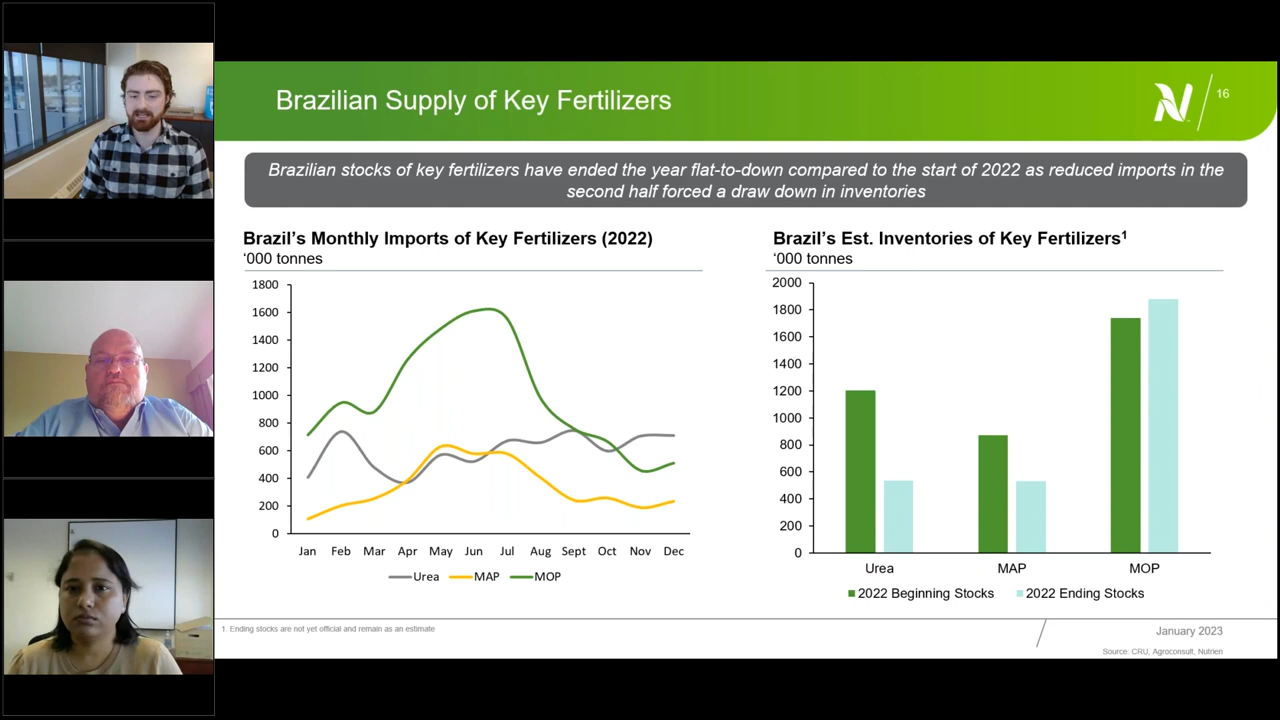 Brazilian Supply of Key Fertilizers
16
Brazilian stocks of key fertilizers have ended the year flat-to-down compared to the start of 2022 as reduced imports in the
second half forced a draw down in inventories
Brazil's Monthly Imports of Key Fertilizers (2022)
'000 tonnes
1800
1600
1400
1200
1000
800
600
400
200
0
Jan Feb Mar Apr May Jun Jul Aug Sept Oct Nov Dec
Urea MAP MOP
Brazil's Est. Inventories of Key Fertilizers¹
‘000 tonnes
2000
1800
1600
1400
1200
1000
800
600
400
200
0
Urea MAP MOP
2022 Beginning Stocks 2022 Ending Stocks
1. Ending stocks are not yet official and remain as an estimate
January 2023
Source: CRU, Agroconsult, Nutrien